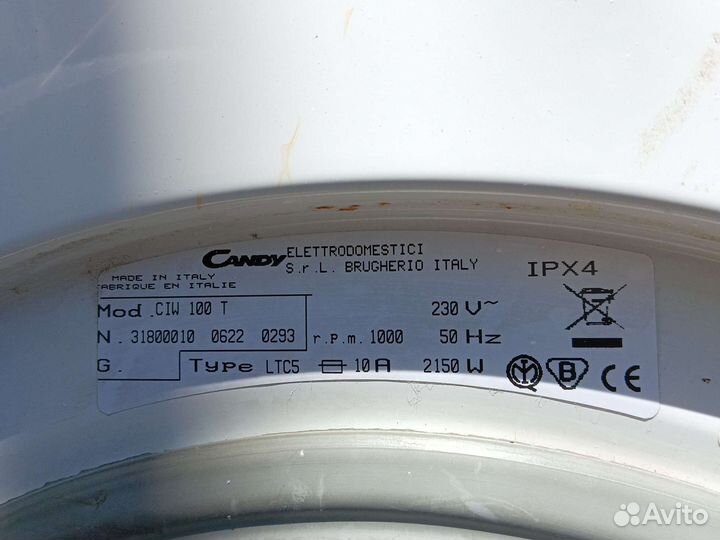 CANDY ELETTRODOMESTICI
S.r.L. BRUGHERIO ITALY
IPX4
MADE IN ITALY
FABRIQUE EN ITALIE
Mod. CIW 100 T
230 V~
N. 31800010 0622 0293 r.p.m. 1000 50 Hz
G. Type LTC5 10 A 2150 W
B CE
Avito